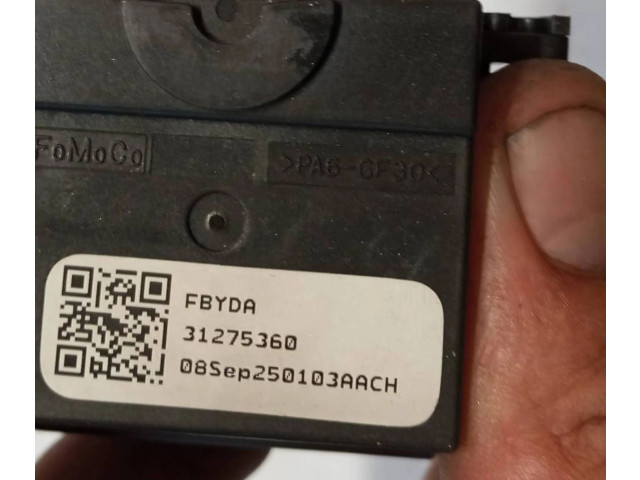 FoMoCo
>PA6-GF30<
FBYDA
31275360
08Sep250103AACH